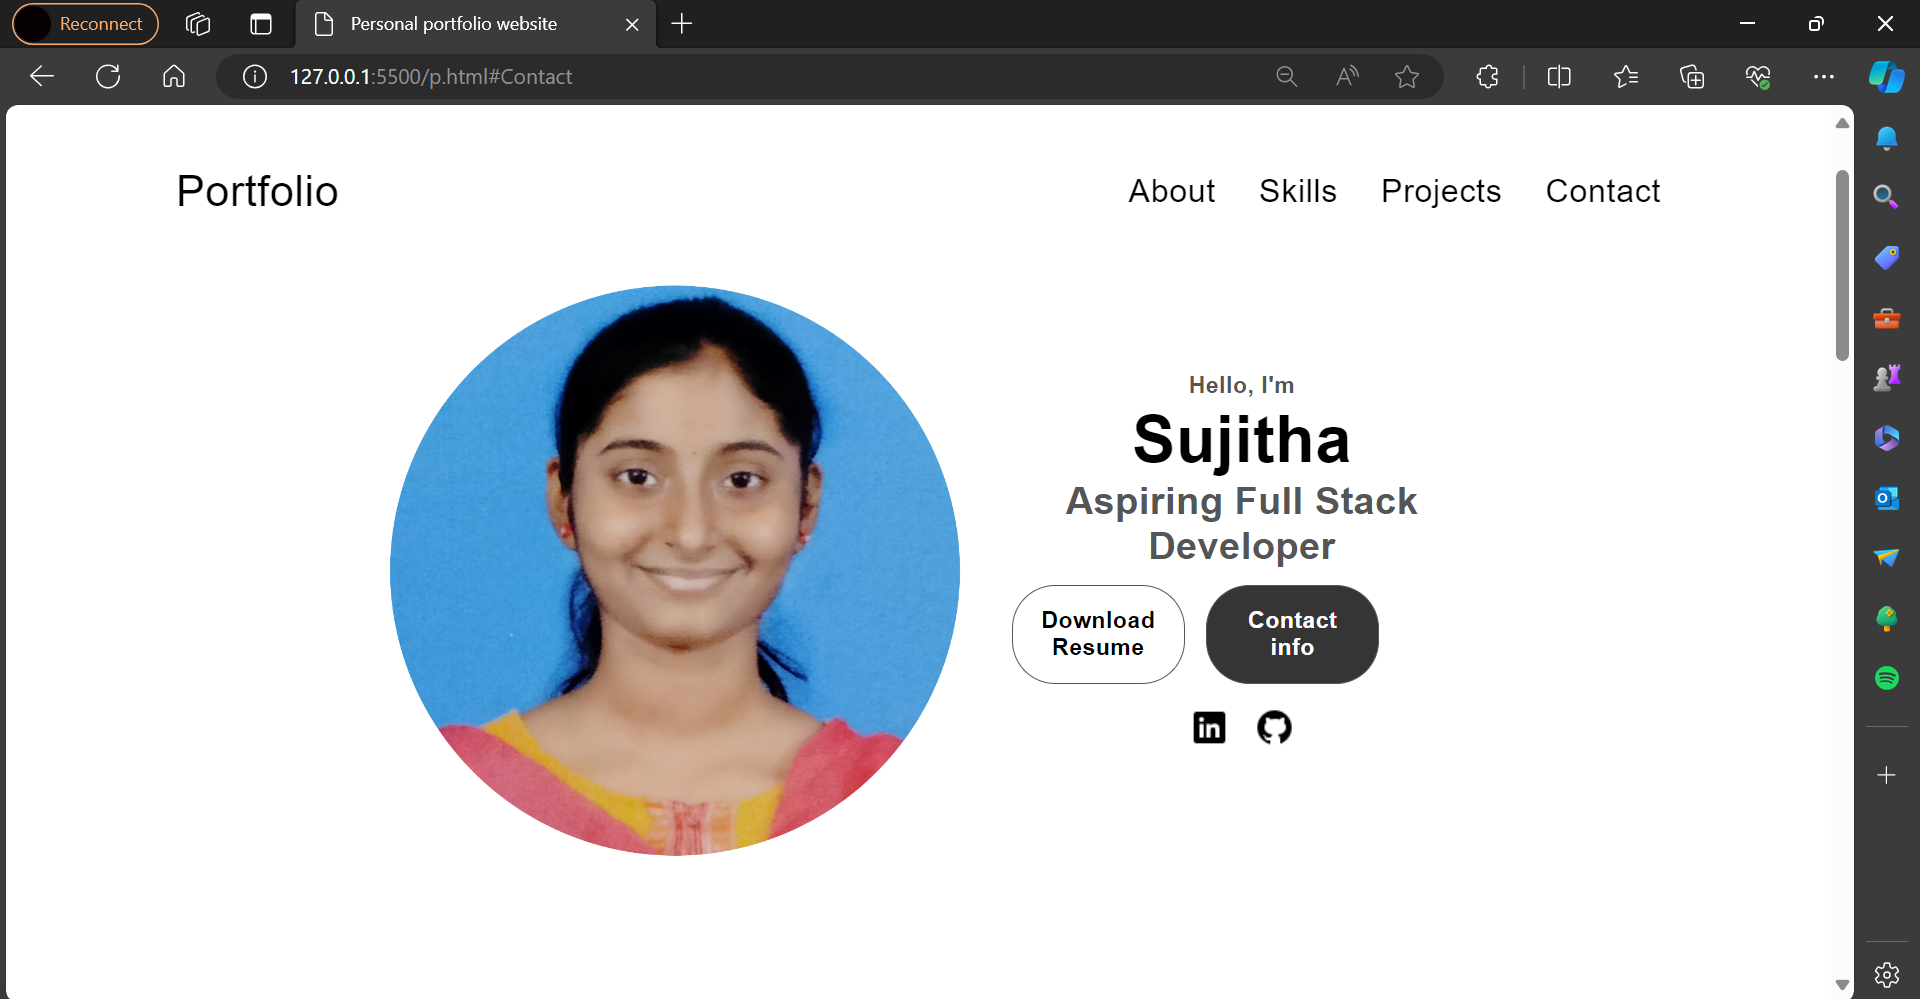 Reconnect
Personal portfolio website
127.0.0.1:5500/p.html#Contact
Portfolio
About Skills Projects Contact
Hello, I'm
Sujitha
Aspiring Full Stack
Developer
Download
Resume
Contact
info
in